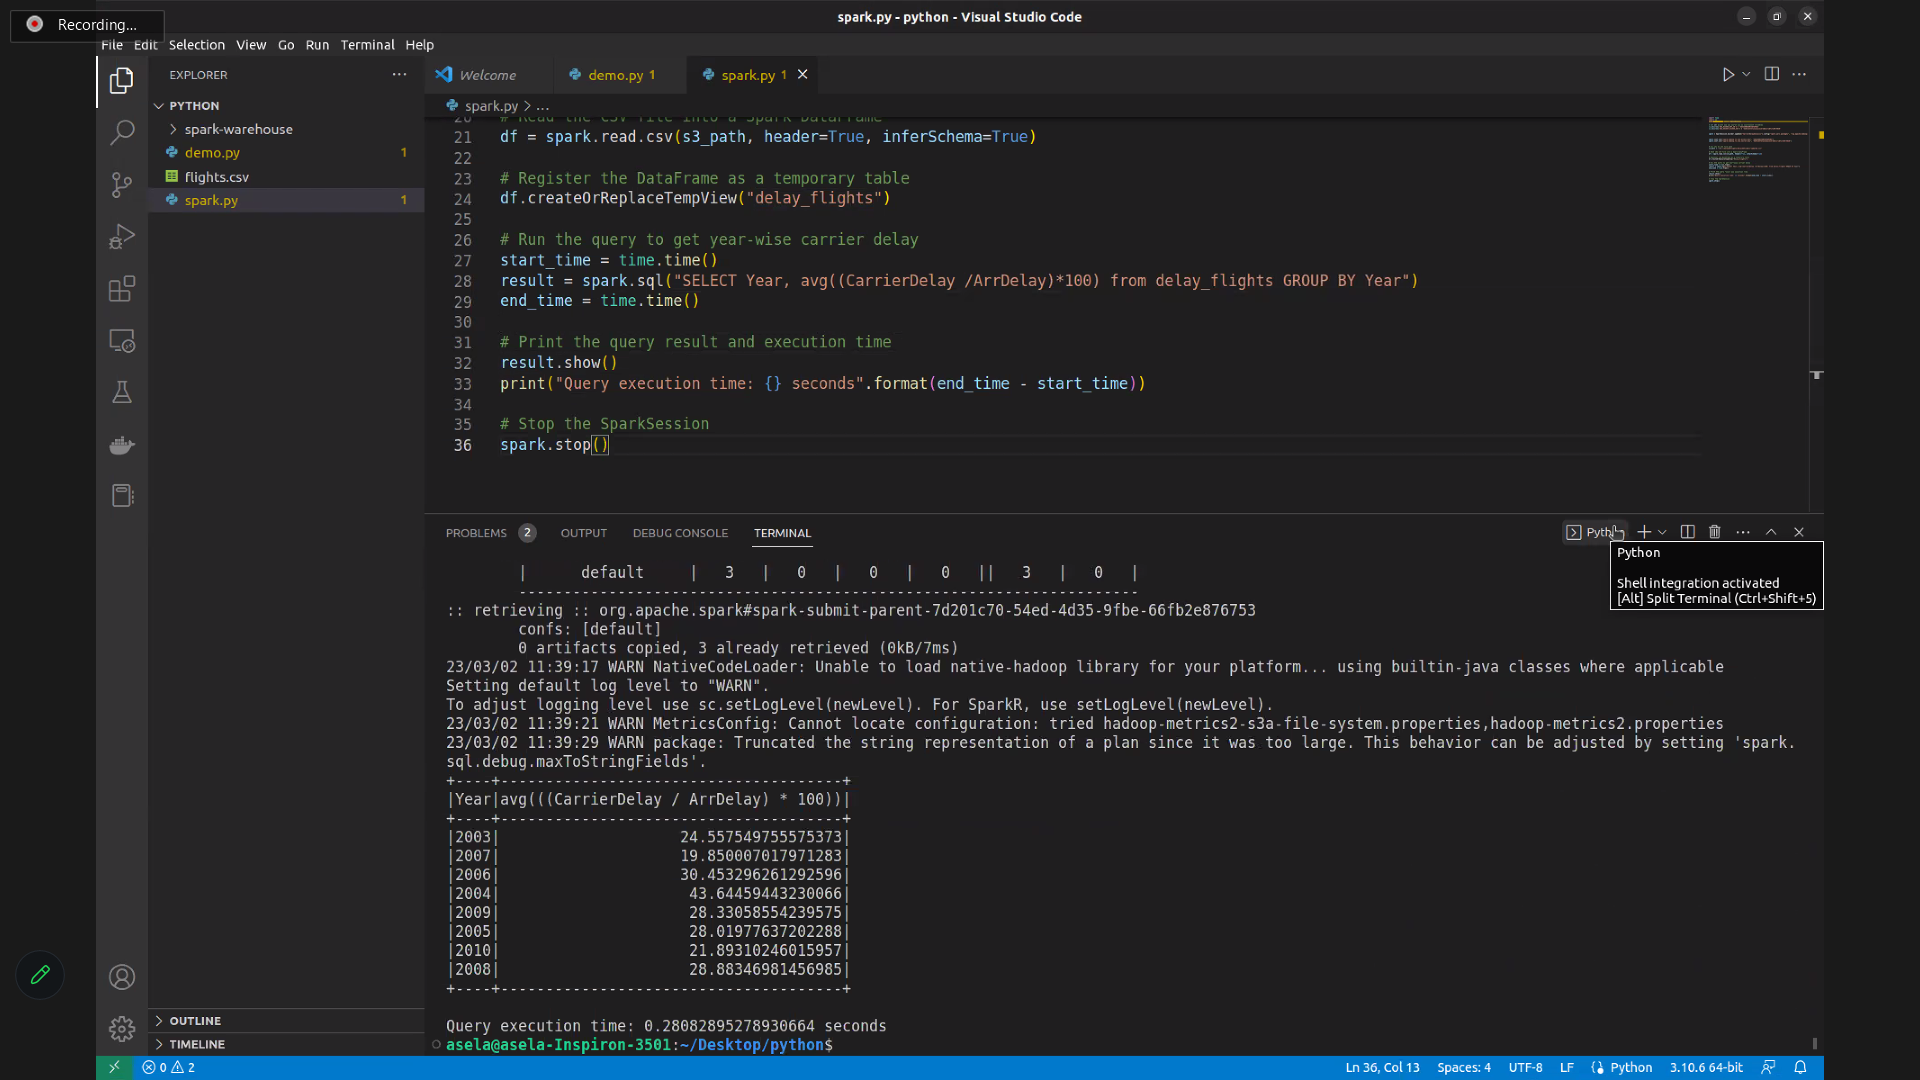 Recording...
spark.py - python - Visual Studio Code
File Edit Selection View Go Run Terminal Help
EXPLORER
Welcome
demo.py 1
spark.py 1
PYTHON
spark-warehouse
demo.py 1
flights.csv
spark.py 1
spark.py > ...
20 # Read the CSV file into a Spark DataFrame
21 df = spark.read.csv(s3_path, header=True, inferSchema=True)
22
23 # Register the DataFrame as a temporary table
24 df.createOrReplaceTempView("delay_flights")
25
26 # Run the query to get year-wise carrier delay
27 start_time = time.time()
28 result = spark.sql("SELECT Year, avg((CarrierDelay /ArrDelay)*100) from delay_flights GROUP BY Year")
29 end_time = time.time()
30
31 # Print the query result and execution time
32 result.show()
33 print("Query execution time: {} seconds".format(end_time - start_time))
34
35 # Stop the SparkSession
36 spark.stop()
PROBLEMS 2 OUTPUT DEBUG CONSOLE TERMINAL
Python
Shell integration activated
[Alt] Split Terminal (Ctrl+Shift+5)
| default | 3 | 0 | 0 | 0 || 3 | 0 |
---------------------------------------------------------------------
:: retrieving :: org.apache.spark#spark-submit-parent-7d201c70-54ed-4d35-9fbe-66fb2e876753
confs: [default]
0 artifacts copied, 3 already retrieved (0kB/7ms)
23/03/02 11:39:17 WARN NativeCodeLoader: Unable to load native-hadoop library for your platform... using builtin-java classes where applicable
Setting default log level to "WARN".
To adjust logging level use sc.setLogLevel(newLevel). For SparkR, use setLogLevel(newLevel).
23/03/02 11:39:21 WARN MetricsConfig: Cannot locate configuration: tried hadoop-metrics2-s3a-file-system.properties,hadoop-metrics2.properties
23/03/02 11:39:29 WARN package: Truncated the string representation of a plan since it was too large. This behavior can be adjusted by setting 'spark.
sql.debug.maxToStringFields'.
+----+--------------------------------------+
|Year|avg(((CarrierDelay / ArrDelay) * 100))|
+----+--------------------------------------+
|2003| 24.557549755575373|
|2007| 19.850007017971283|
|2006| 30.453296261292596|
|2004| 43.64459443230066|
|2009| 28.33058554239575|
|2005| 28.01977637202288|
|2010| 21.89310246015957|
|2008| 28.88346981456985|
+----+--------------------------------------+
Query execution time: 0.28082895278930664 seconds
asela@asela-Inspiron-3501:~/Desktop/python$
OUTLINE
TIMELINE
0 2 Ln 36, Col 13 Spaces: 4 UTF-8 LF Python 3.10.6 64-bit